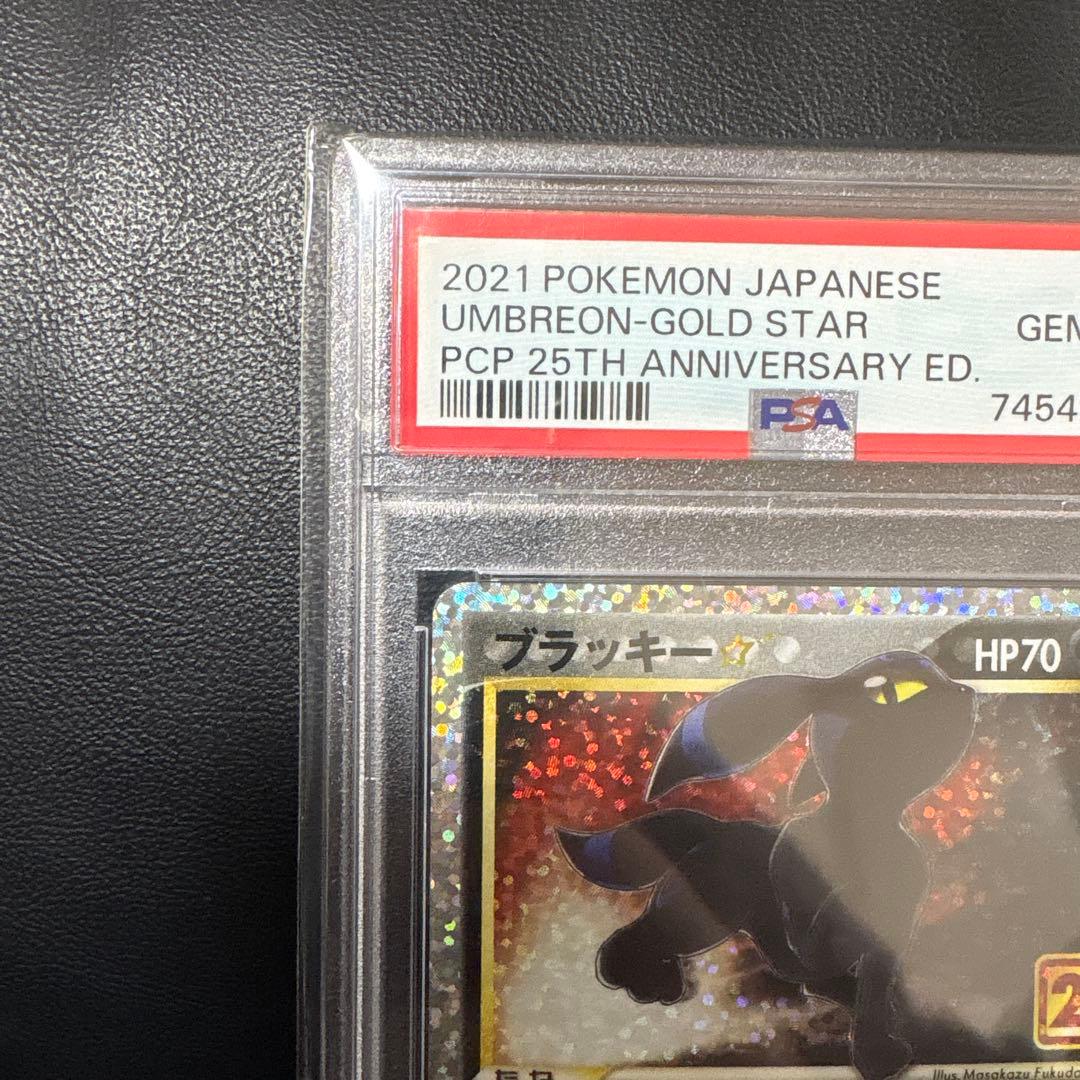 2021 POKEMON JAPANESE
UMBREON-GOLD STAR GEM
PCP 25TH ANNIVERSARY ED.
PSA 7454
ブラッキー☆ HP70
2
Illus. Masakazu Fukuda